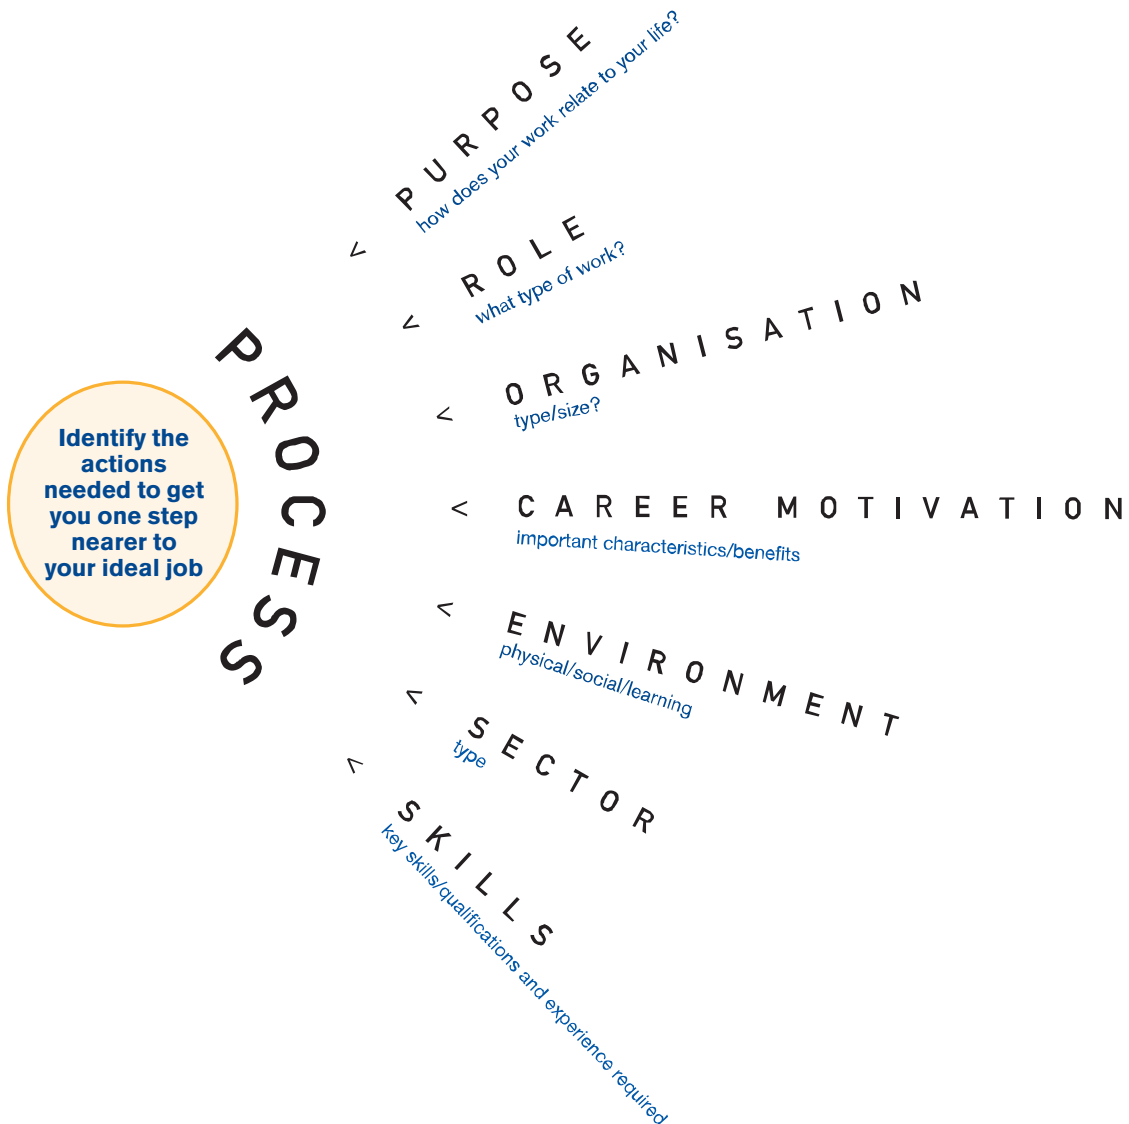 PURPOSE
how does your work relate to your life?
<
ROLE
what type of work?
<
ORGANISATION
type/size?
<
PROCESS
Identify the
actions
needed to get
you one step
nearer to
your ideal job
< CAREER MOTIVATION
important characteristics/benefits
<
ENVIRONMENT
physical/social/learning
<
SECTOR
type
<
SKILLS
key skills/qualifications and experience required